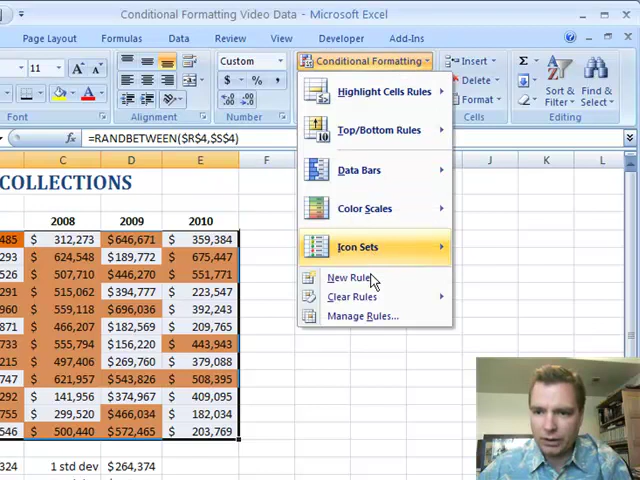 Conditional Formatting Video Data - Microsoft Excel
Page Layout Formulas Data Review View Developer
11 A A Custom Conditional Formatting Insert Σ
$ % , Delete Sort & Filter Find & Select
Format
Font Alignment Cells Editing
fx =RANDBETWEEN($R$4,$S$4)
C D E F J K L
COLLECTIONS
2008 2009 2010
485 $ 312,273 $646,671 $ 359,384
293 $ 624,548 $189,772 $ 675,447
526 $ 507,710 $446,270 $ 551,771
291 $ 515,062 $394,777 $ 223,547
960 $ 559,118 $696,036 $ 392,243
871 $ 466,207 $182,569 $ 209,765
733 $ 555,594 $156,220 $ 443,943
215 $ 497,406 $269,760 $ 379,088
747 $ 621,957 $543,826 $ 508,395
292 $ 141,956 $374,967 $ 409,095
755 $ 299,520 $466,034 $ 182,034
546 $ 500,440 $572,465 $ 203,769
324 1 std dev $264,374
Highlight Cells Rules
Top/Bottom Rules
Data Bars
Color Scales
Icon Sets
New Rule
Clear Rules
Manage Rules...